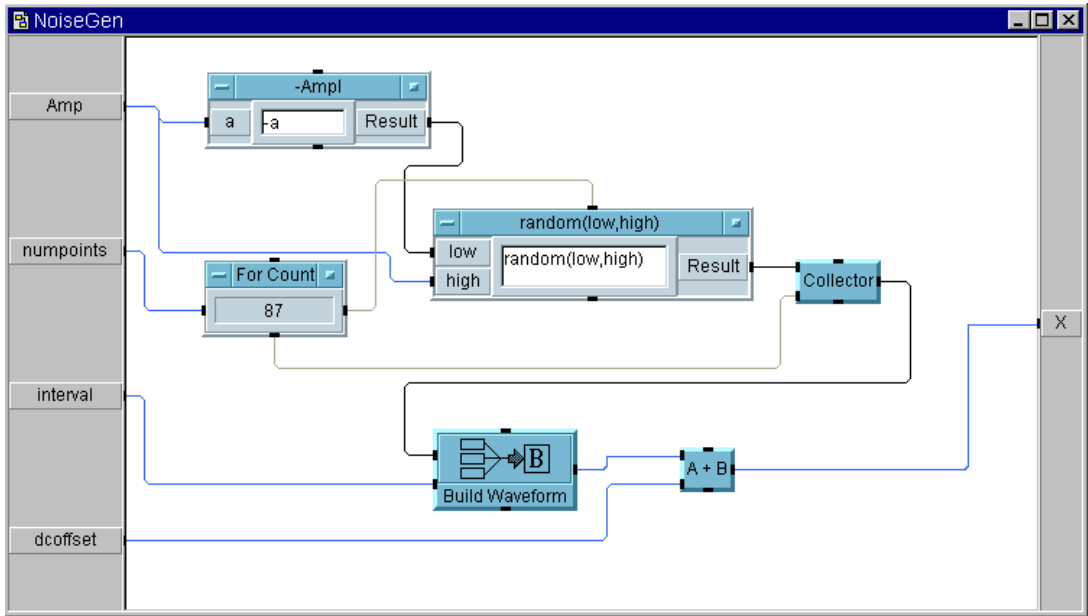 NoiseGen
-Ampl
Amp
a
-a
Result
random(low,high)
numpoints
low
random(low,high)
Result
high
For Count
Collector
87
X
interval
B
A + B
Build Waveform
dcoffset